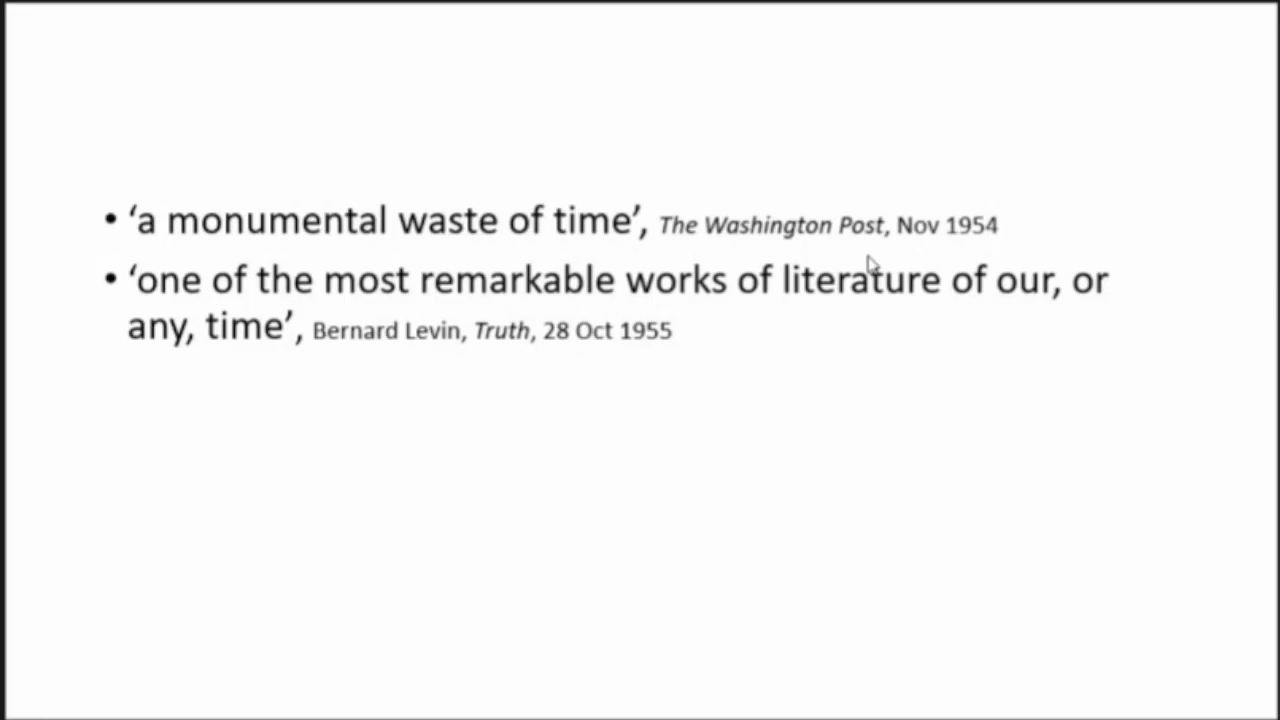 • ‘a monumental waste of time’, The Washington Post, Nov 1954
• ‘one of the most remarkable works of literature of our, or
any, time’, Bernard Levin, Truth, 28 Oct 1955